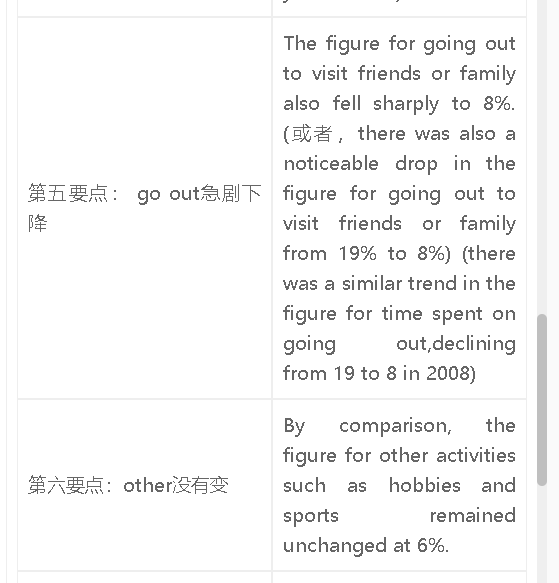 The figure for going out
to visit friends or family
also fell sharply to 8%.
(或者，there was also a
noticeable drop in the
figure for going out to
visit friends or family
from 19% to 8%) (there
was a similar trend in the
figure for time spent on
going out,declining
from 19 to 8 in 2008)
第五要点： go out急剧下
降
By comparison, the
figure for other activities
such as hobbies and
sports remained
unchanged at 6%.
第六要点：other没有变